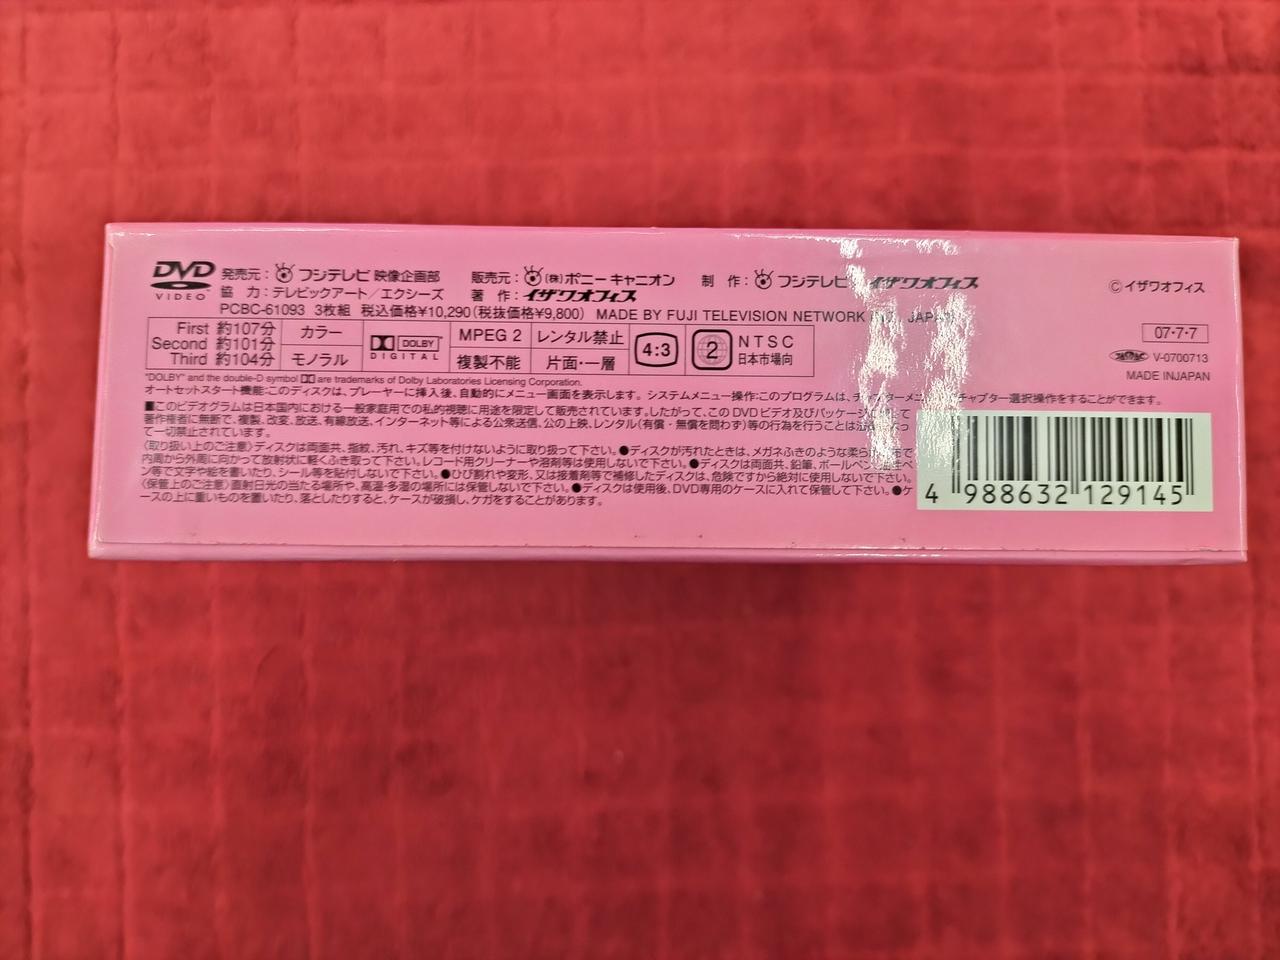 DVD VIDEO
発売元：フジテレビ 映像企画部 販売元：(株)ポニーキャニオン 制 作：フジテレビ イザワオフィス
協 力：テレビックアート／エクシーズ 著 作：イザワオフィス
©イザワオフィス
PCBC-61093 3枚組 税込価格¥10,290(税抜価格¥9,800) MADE BY FUJI TELEVISION NETWORK INC. JAPAN
First 約107分
Second 約101分
Third 約104分
カラー
モノラル
DOLBY DIGITAL
MPEG 2
複製不能
レンタル禁止
片面・一層
4:3
2
NTSC
日本市場向
07・7・7
V-0700713
MADE INJAPAN
"DOLBY" and the double-D symbol are trademarks of Dolby Laboratories Licensing Corporation.
オートセットスタート機能：このディスクは、プレーヤーに挿入後、自動的にメニュー画面を表示します。 システムメニュー操作：このプログラムは、チャプターメニュ チャプター選択操作をすることができます。
■このビデオグラムは日本国内における一般家庭用での私的視聴に用途を限定して販売されています。したがって、この DVD ビデオ及びパッケージ
著作権者に無断で、複製、改変、放送、有線放送、インターネット等による公衆送信、公の上映、レンタル(有償・無償を問わず)等の行為を行うことは
て一切禁止されています。
〈取り扱い上のご注意〉ディスクは両面共、指紋、汚れ、キズ等を付けないように取り扱って下さい。●ディスクが汚れたときは、メガネふきのような柔ら
内周から外周に向かって放射状に軽くふき取って下さい。レコード用クリーナーや溶剤等は使用しないで下さい。●ディスクは両面共、鉛筆、ボールペン
ン等で文字や絵を書いたり、シール等を貼付しないで下さい。●ひび割れや変形、又は接着剤等で補修したディスクは、危険ですから絶対に使用しないで下さい。
〈保管上のご注意〉直射日光の当たる場所や、高温・多湿の場所には保管しないで下さい。●ディスクは使用後、DVD専用のケースに入れて保管して下さい。●ケ
ースの上に重いものを置いたり、落としたりすると、ケースが破損し、ケガをすることがあります。
4 988632 129145